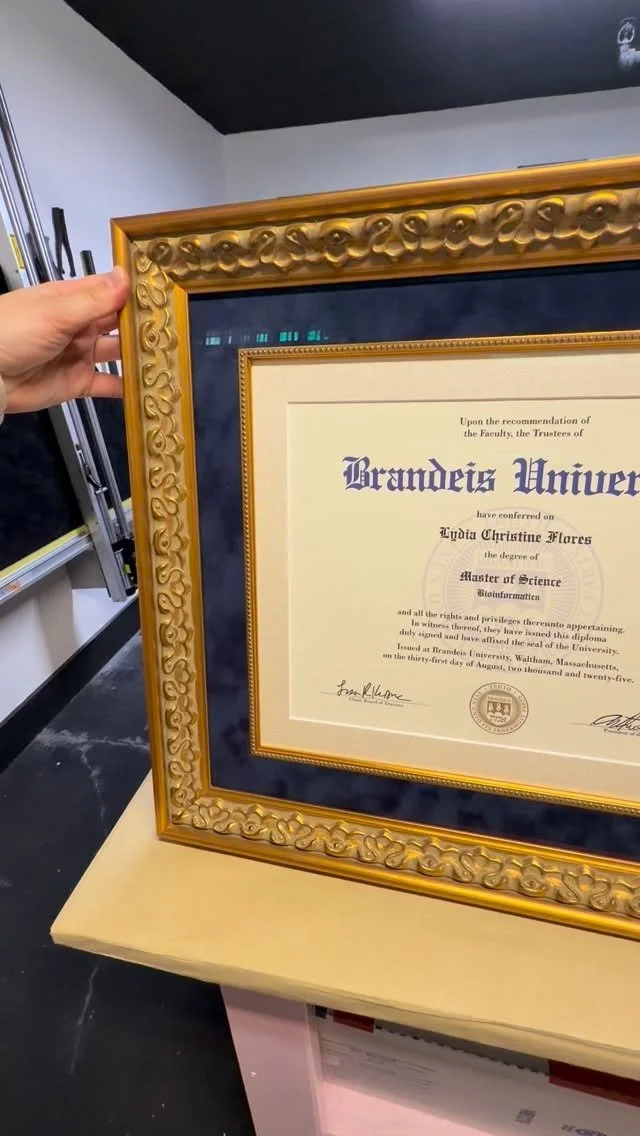 Upon the recommendation of
the Faculty, the Trustees of
Brandeis Univer
have conferred on
Lydia Christine Flores
the degree of
Master of Science
Bioinformatics
and all the rights and privileges thereunto appertaining.
In witness thereof, they have issued this diploma
duly signed and have affixed the seal of the University.
Issued at Brandeis University, Waltham, Massachusetts,
on the thirty-first day of August, two thousand and twenty-five.
Chair, Board of Trustees
President of